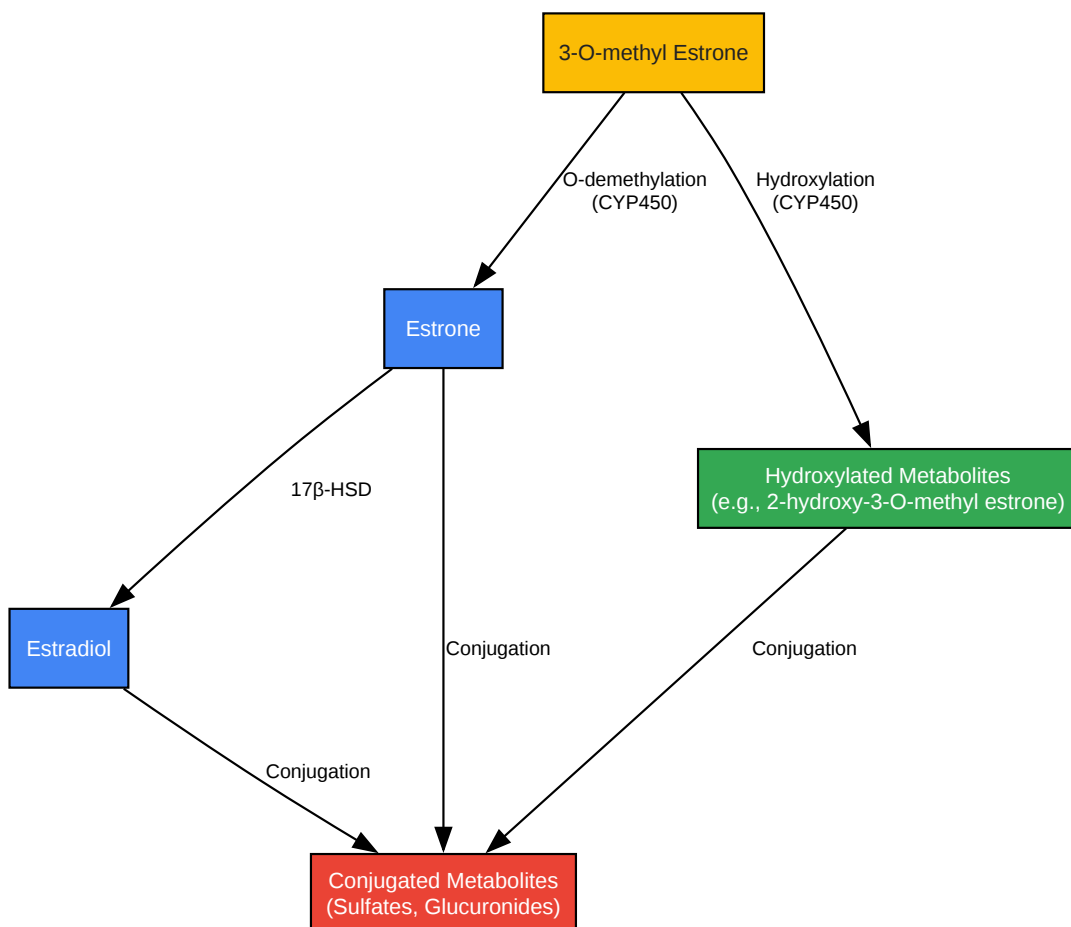 3-O-methyl Estrone
O-demethylation
(CYP450)
Hydroxylation
(CYP450)
Estrone
Hydroxylated Metabolites
(e.g., 2-hydroxy-3-O-methyl estrone)
17β-HSD
Estradiol
Conjugation
Conjugation
Conjugation
Conjugated Metabolites
(Sulfates, Glucuronides)